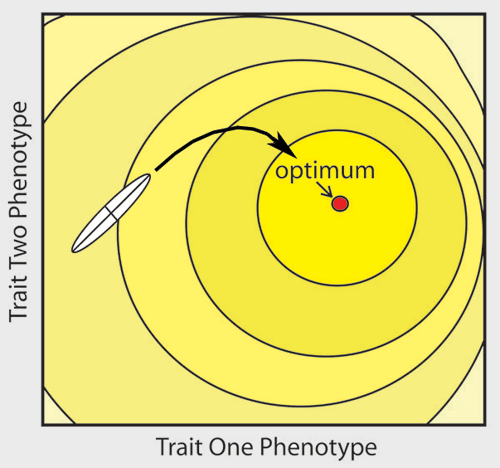 optimum
Trait Two Phenotype
Trait One Phenotype